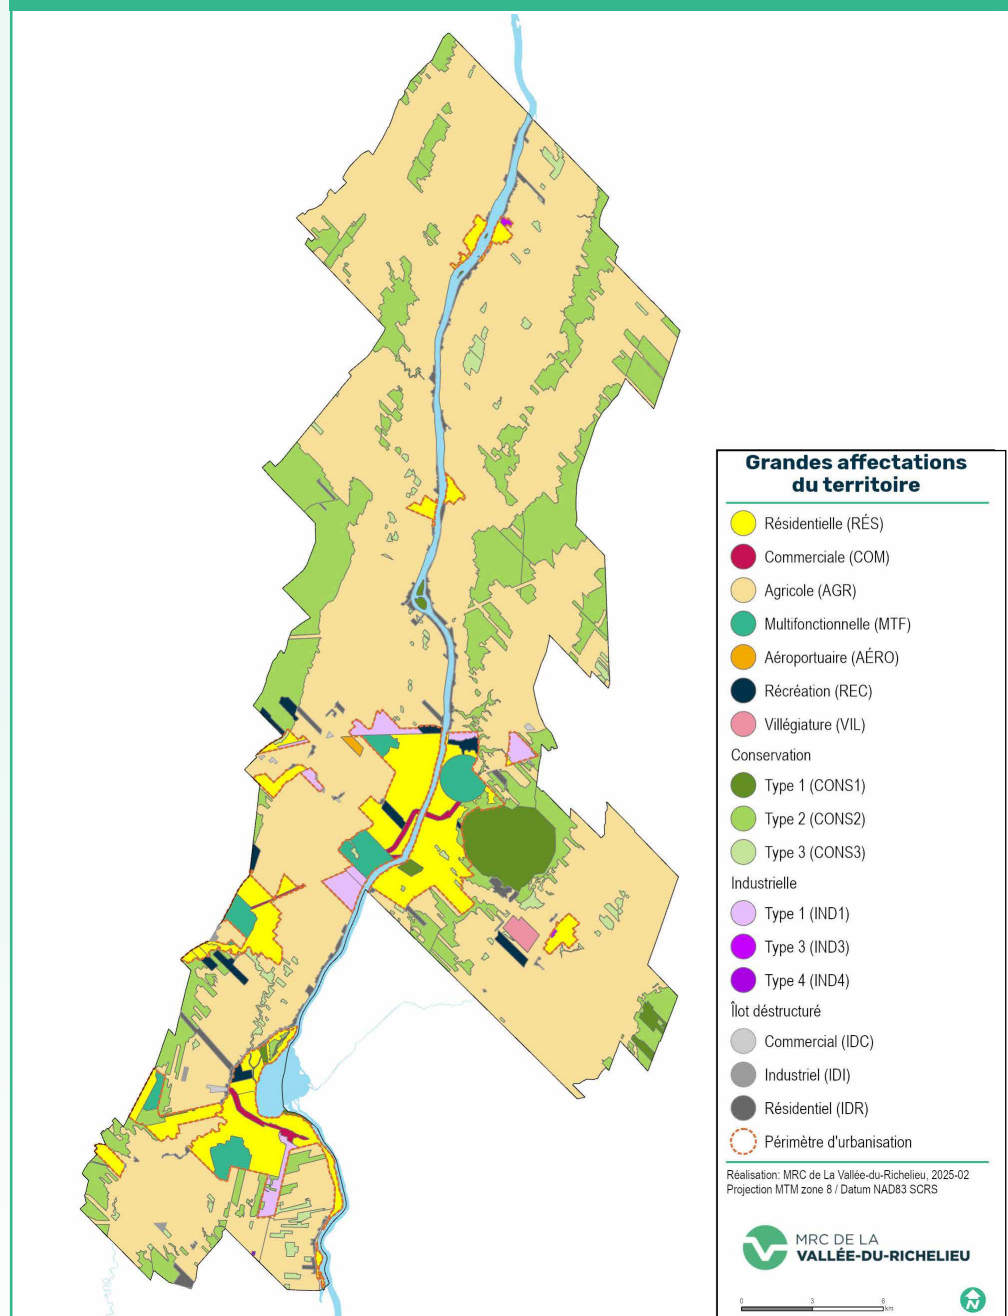 Grandes affectations
du territoire
Résidentielle (RÉS)
Commerciale (COM)
Agricole (AGR)
Multifonctionnelle (MTF)
Aéroportuaire (AÉRO)
Récréation (REC)
Villégiature (VIL)
Conservation
Type 1 (CONS1)
Type 2 (CONS2)
Type 3 (CONS3)
Industrielle
Type 1 (IND1)
Type 3 (IND3)
Type 4 (IND4)
Îlot déstructuré
Commercial (IDC)
Industriel (IDI)
Résidentiel (IDR)
Périmètre d'urbanisation
Réalisation: MRC de La Vallée-du-Richelieu, 2025-02
Projection MTM zone 8 / Datum NAD83 SCRS
MRC DE LA
VALLÉE-DU-RICHELIEU
0 3 6
km
N